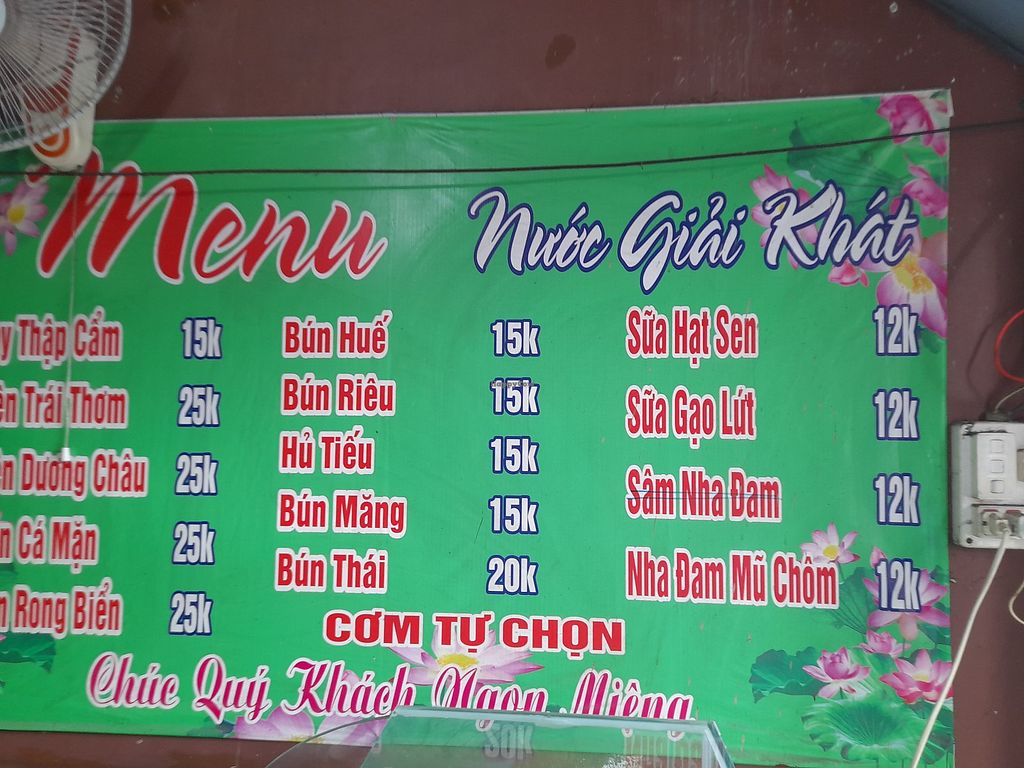 Menu
Nước Giải Khát
Thập Cẩm 15k
Trái Thơm 25k
Dương Châu 25k
Cá Mặn 25k
Rong Biển 25k
Bún Huế 15k
Bún Riêu 15k
Hủ Tiếu 15k
Bún Măng 15k
Bún Thái 20k
Sữa Hạt Sen 12k
Sữa Gạo Lứt 12k
Sâm Nha Đam 12k
Nha Đam Mũ Chôm 12k
CƠM TỰ CHỌN
Chúc Quý Khách Ngon Miệng